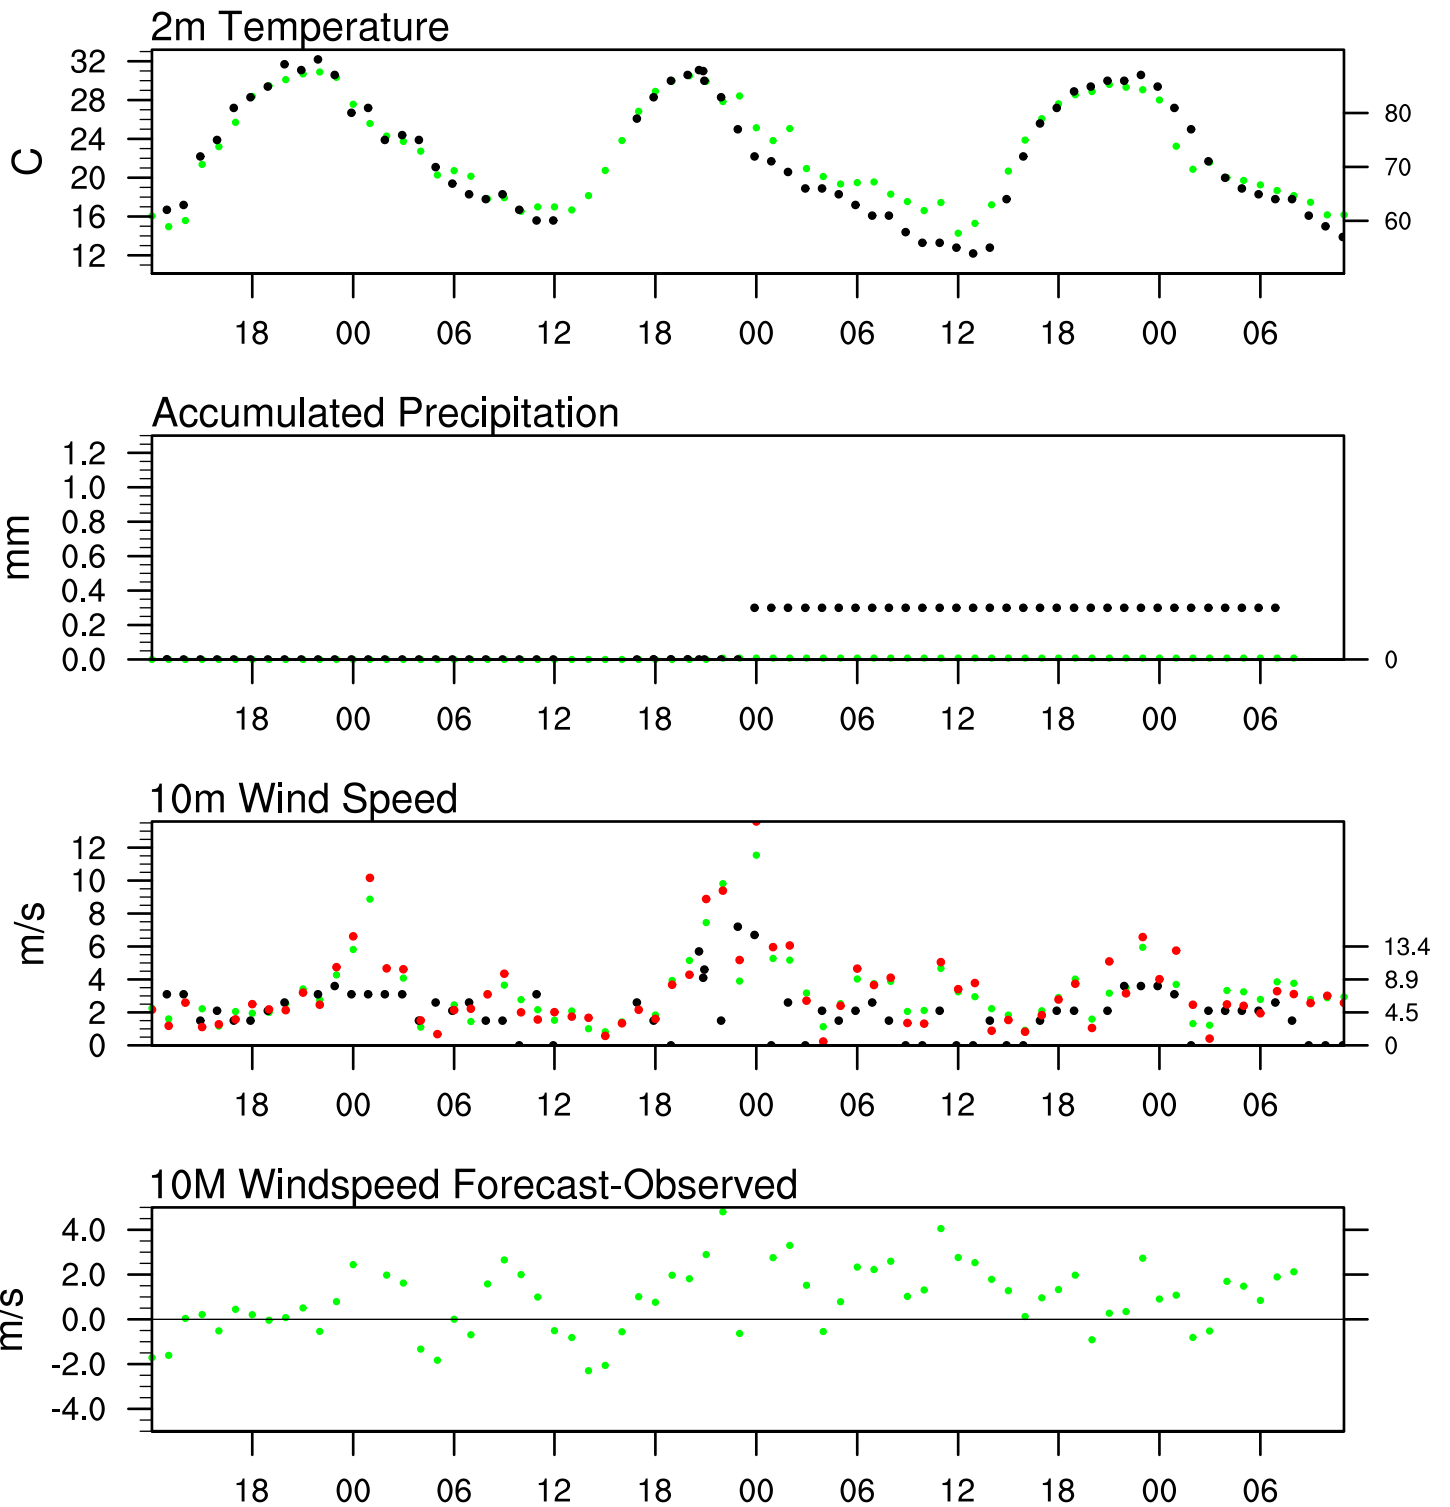 2m Temperature
32
28
24
20
16
12
C
80
70
60
18 00 06 12 18 00 06 12 18 00 06
Accumulated Precipitation
1.2
1.0
0.8
0.6
0.4
0.2
0.0
mm
0
18 00 06 12 18 00 06 12 18 00 06
10m Wind Speed
12
10
8
6
4
2
0
m/s
13.4
8.9
4.5
0
18 00 06 12 18 00 06 12 18 00 06
10M Windspeed Forecast-Observed
4.0
2.0
0.0
-2.0
-4.0
m/s
18 00 06 12 18 00 06 12 18 00 06